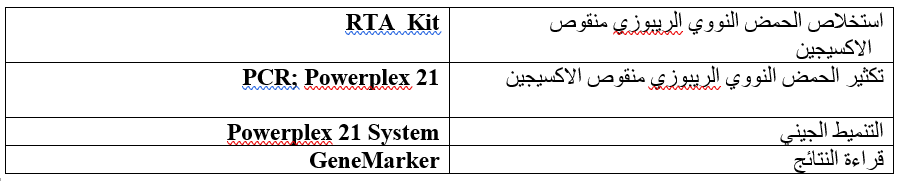 استخلاص الحمض النووي الريبوزي منقوص
الاكسيجين
RTA Kit
تكثير الحمض النووي الريبوزي منقوص الاكسيجين
PCR; Powerplex 21
التنميط الجيني
Powerplex 21 System
قراءة النتائج
GeneMarker